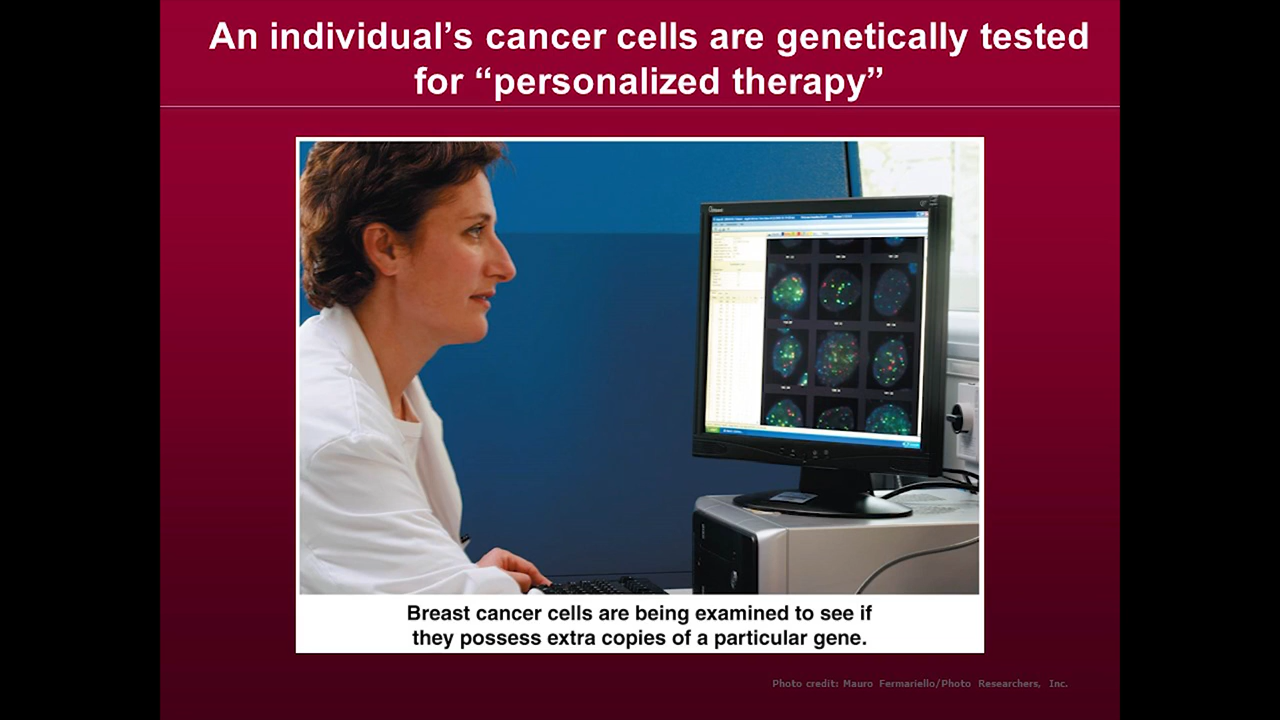 An individual’s cancer cells are genetically tested
for “personalized therapy”
Breast cancer cells are being examined to see if
they possess extra copies of a particular gene.
Photo credit: Mauro Fermariello/Photo Researchers, Inc.